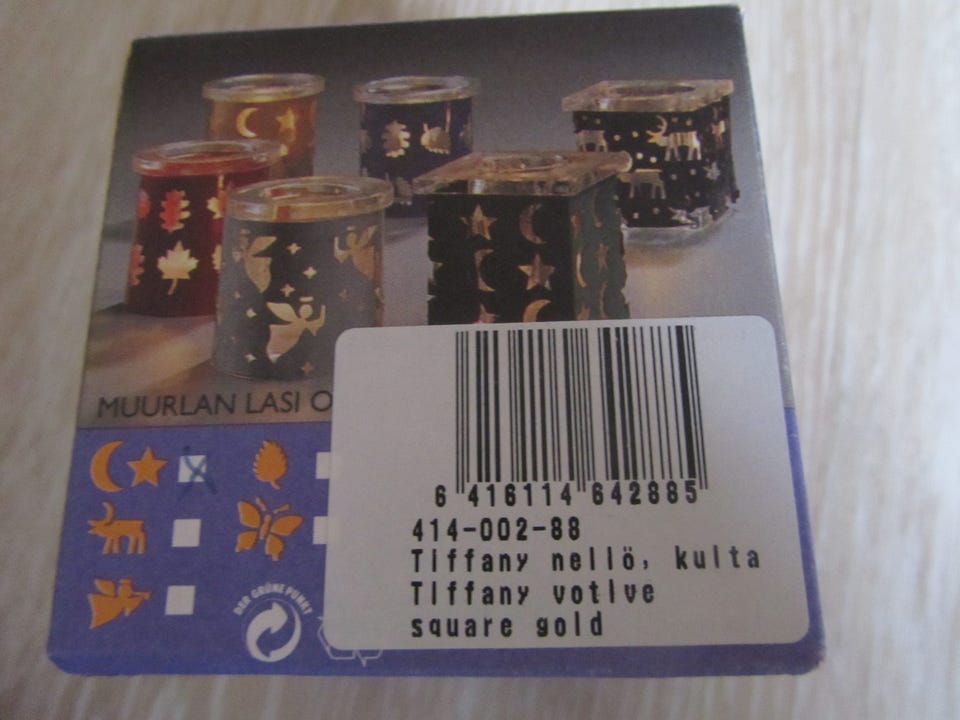 MUURLAN LASI O
6 416114 642885
414-002-88
Tiffany nellö, kulta
Tiffany votive
square gold
DER GRÜNE PUNKT